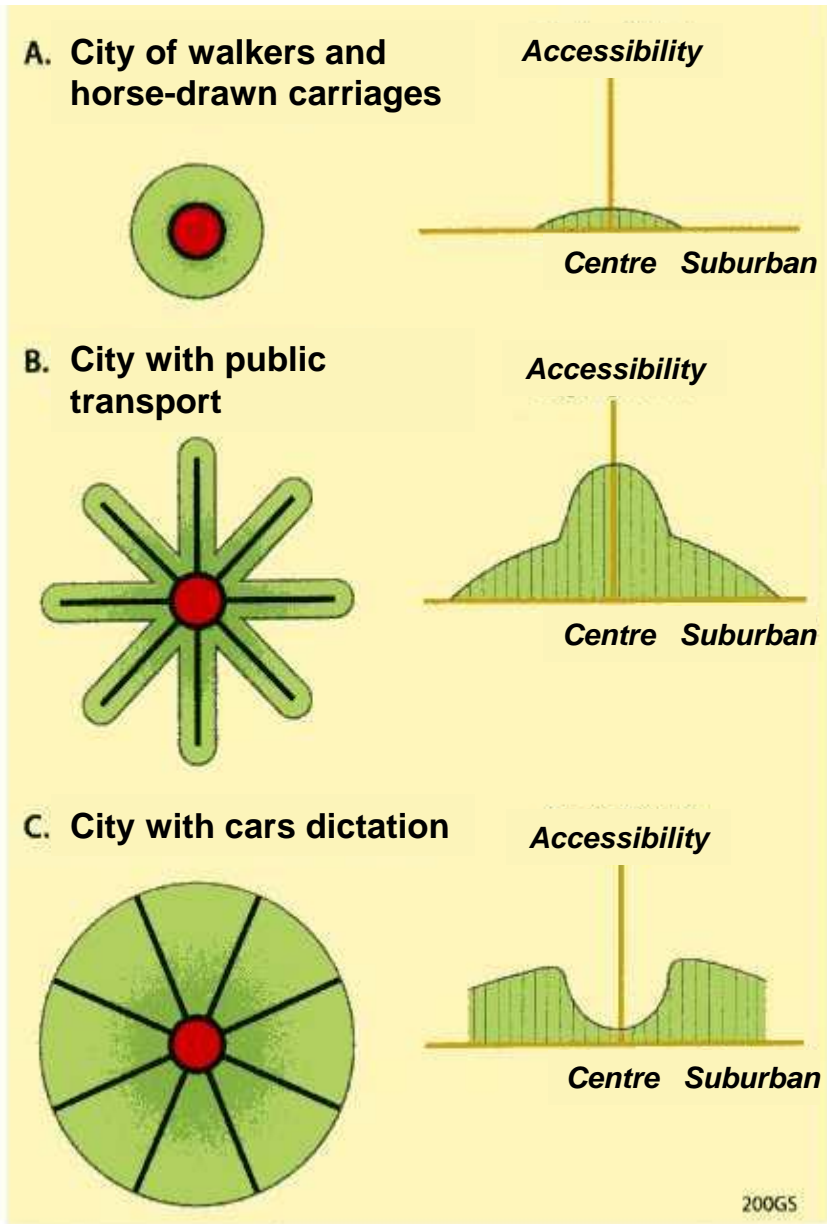 A. City of walkers and
horse-drawn carriages
Accessibility
Centre Suburban
B. City with public
transport
Accessibility
Centre Suburban
C. City with cars dictation
Accessibility
Centre Suburban
200GS